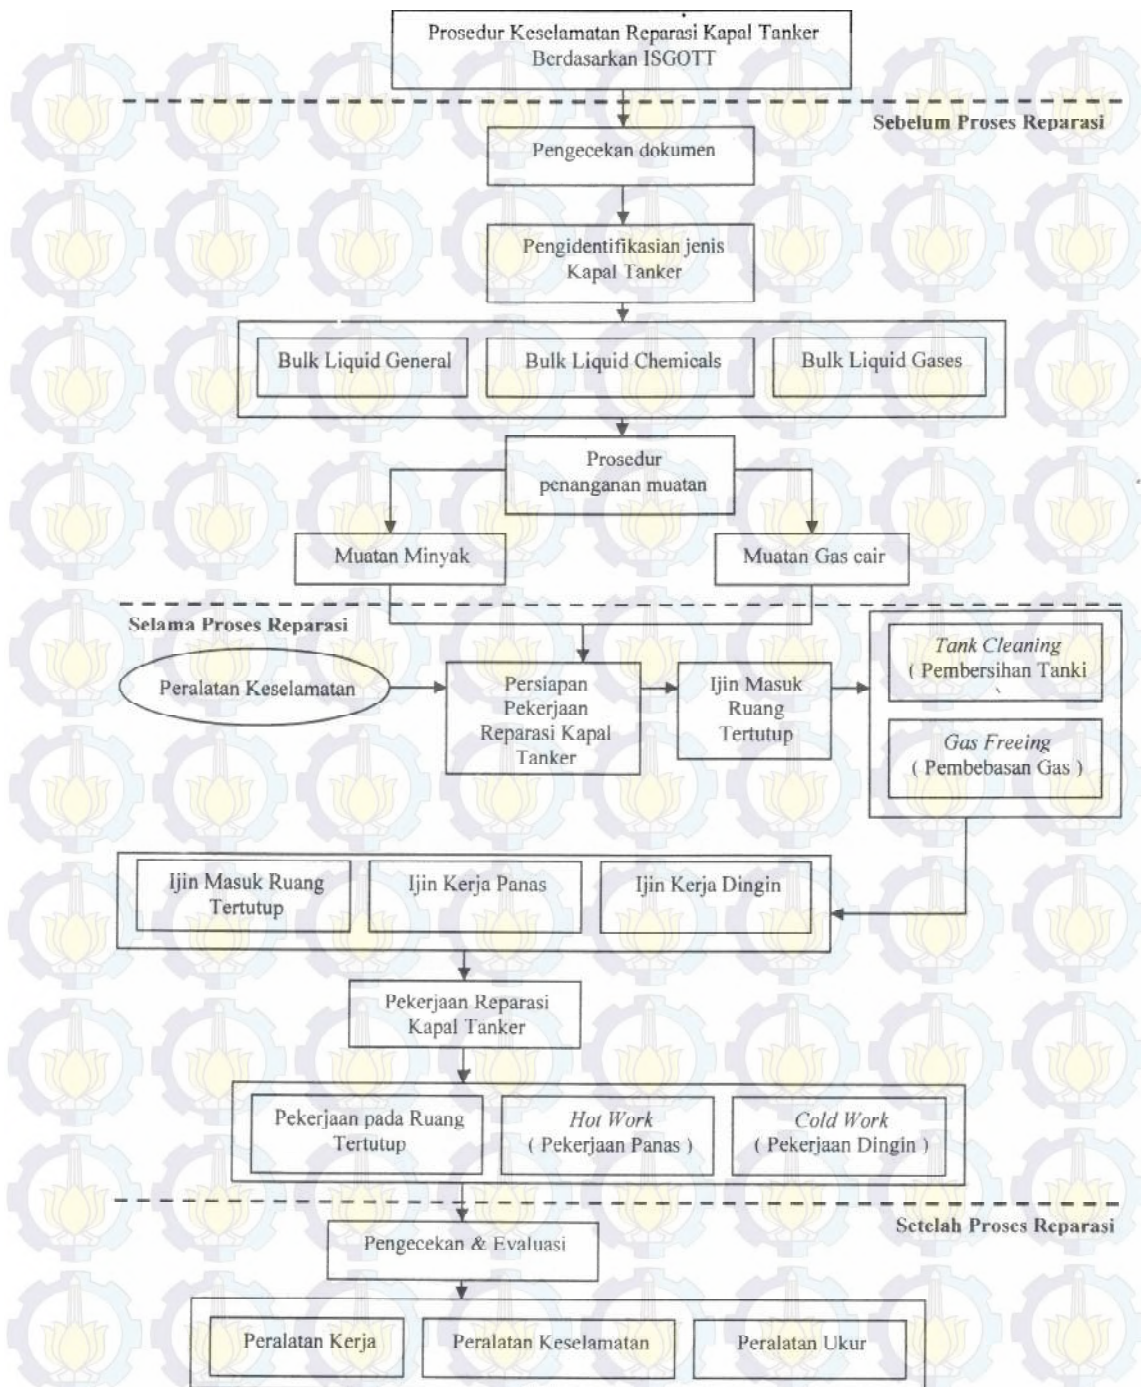 Prosedur Keselamatan Reparasi Kapal Tanker
Berdasarkan ISGOTT
Sebelum Proses Reparasi
Pengecekan dokumen
Pengidentifikasian jenis
Kapal Tanker
Bulk Liquid General
Bulk Liquid Chemicals
Bulk Liquid Gases
Prosedur
penanganan muatan
Muatan Minyak
Muatan Gas cair
Selama Proses Reparasi
Peralatan Keselamatan
Persiapan
Pekerjaan
Reparasi Kapal
Tanker
Ijin Masuk
Ruang
Tertutup
Tank Cleaning
( Pembersihan Tanki
Gas Freeing
( Pembebasan Gas )
Ijin Masuk Ruang
Tertutup
Ijin Kerja Panas
Ijin Kerja Dingin
Pekerjaan Reparasi
Kapal Tanker
Pekerjaan pada Ruang
Tertutup
Hot Work
( Pekerjaan Panas )
Cold Work
( Pekerjaan Dingin )
Setelah Proses Reparasi
Pengecekan & Evaluasi
Peralatan Kerja
Peralatan Keselamatan
Peralatan Ukur